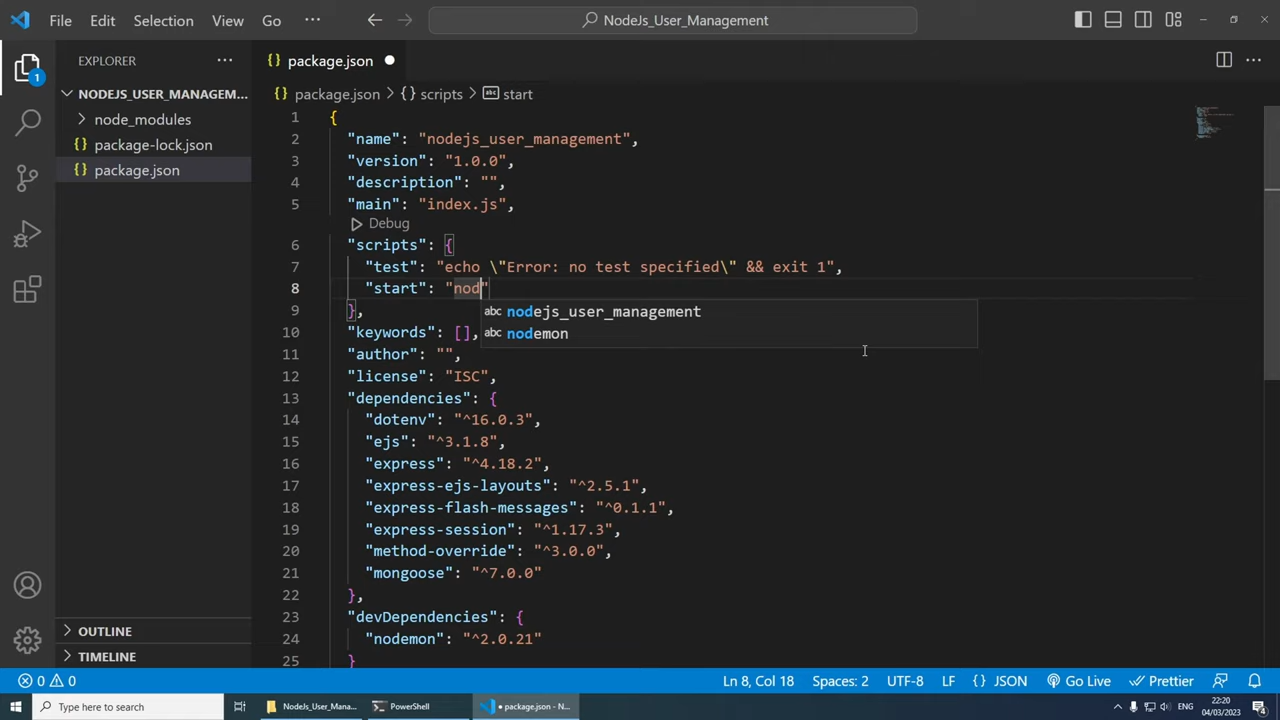 File Edit Selection View Go ··· NodeJs_User_Management
EXPLORER ···
1
NODEJS_USER_MANAGEM...
node_modules
package-lock.json
package.json
OUTLINE
TIMELINE
{} package.json
{} package.json > {} scripts > abc start
1 {
2 "name": "nodejs_user_management",
3 "version": "1.0.0",
4 "description": "",
5 "main": "index.js",
Debug
6 "scripts": {
7 "test": "echo \"Error: no test specified\" && exit 1",
8 "start": "nod"
abc nodejs_user_management
abc nodemon
9 },
10 "keywords": [],
11 "author": "",
12 "license": "ISC",
13 "dependencies": {
14 "dotenv": "^16.0.3",
15 "ejs": "^3.1.8",
16 "express": "^4.18.2",
17 "express-ejs-layouts": "^2.5.1",
18 "express-flash-messages": "^0.1.1",
19 "express-session": "^1.17.3",
20 "method-override": "^3.0.0",
21 "mongoose": "^7.0.0"
22 },
23 "devDependencies": {
24 "nodemon": "^2.0.21"
25 }
0 0 Ln 8, Col 18 Spaces: 2 UTF-8 LF {} JSON Go Live Prettier
Type here to search NodeJs_User_Mana... PowerShell ● package.json - N... ENG 22:20
04/03/2023 4